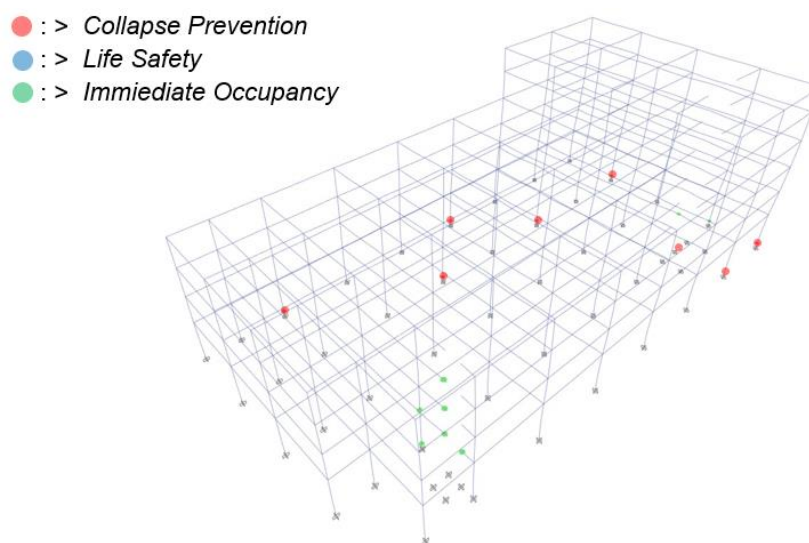 : > Collapse Prevention
: > Life Safety
: > Immiediate Occupancy